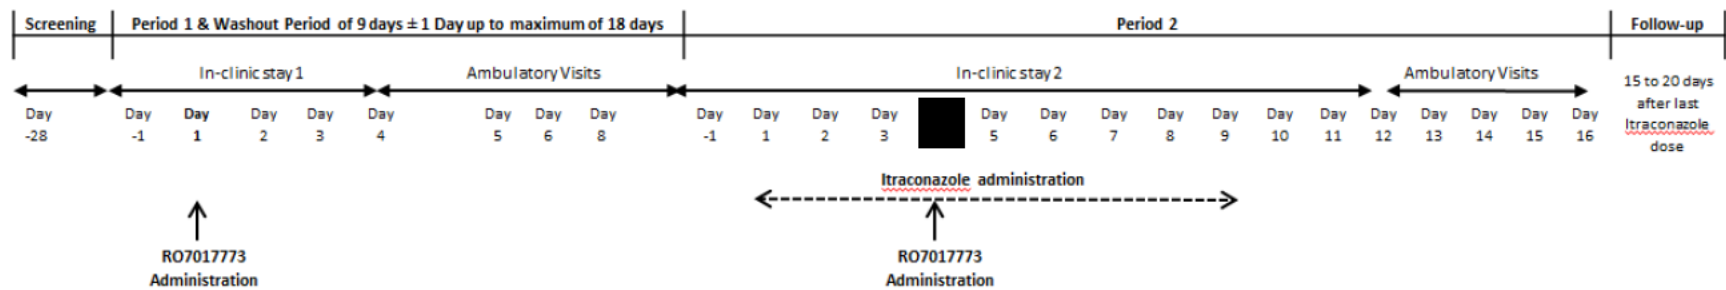 Screening Period 1 & Washout Period of 9 days ± 1 Day up to maximum of 18 days Period 2 Follow-up
In-clinic stay 1 Ambulatory Visits In-clinic stay 2 Ambulatory Visits
15 to 20 days
after last
Itraconazole
dose
Day Day Day Day Day Day Day Day Day Day Day Day Day Day Day Day Day Day Day Day Day Day Day Day Day
-28 -1 1 2 3 4 5 6 8 -1 1 2 3 5 6 7 8 9 10 11 12 13 14 15 16
Itraconazole administration
RO7017773 RO7017773
Administration Administration